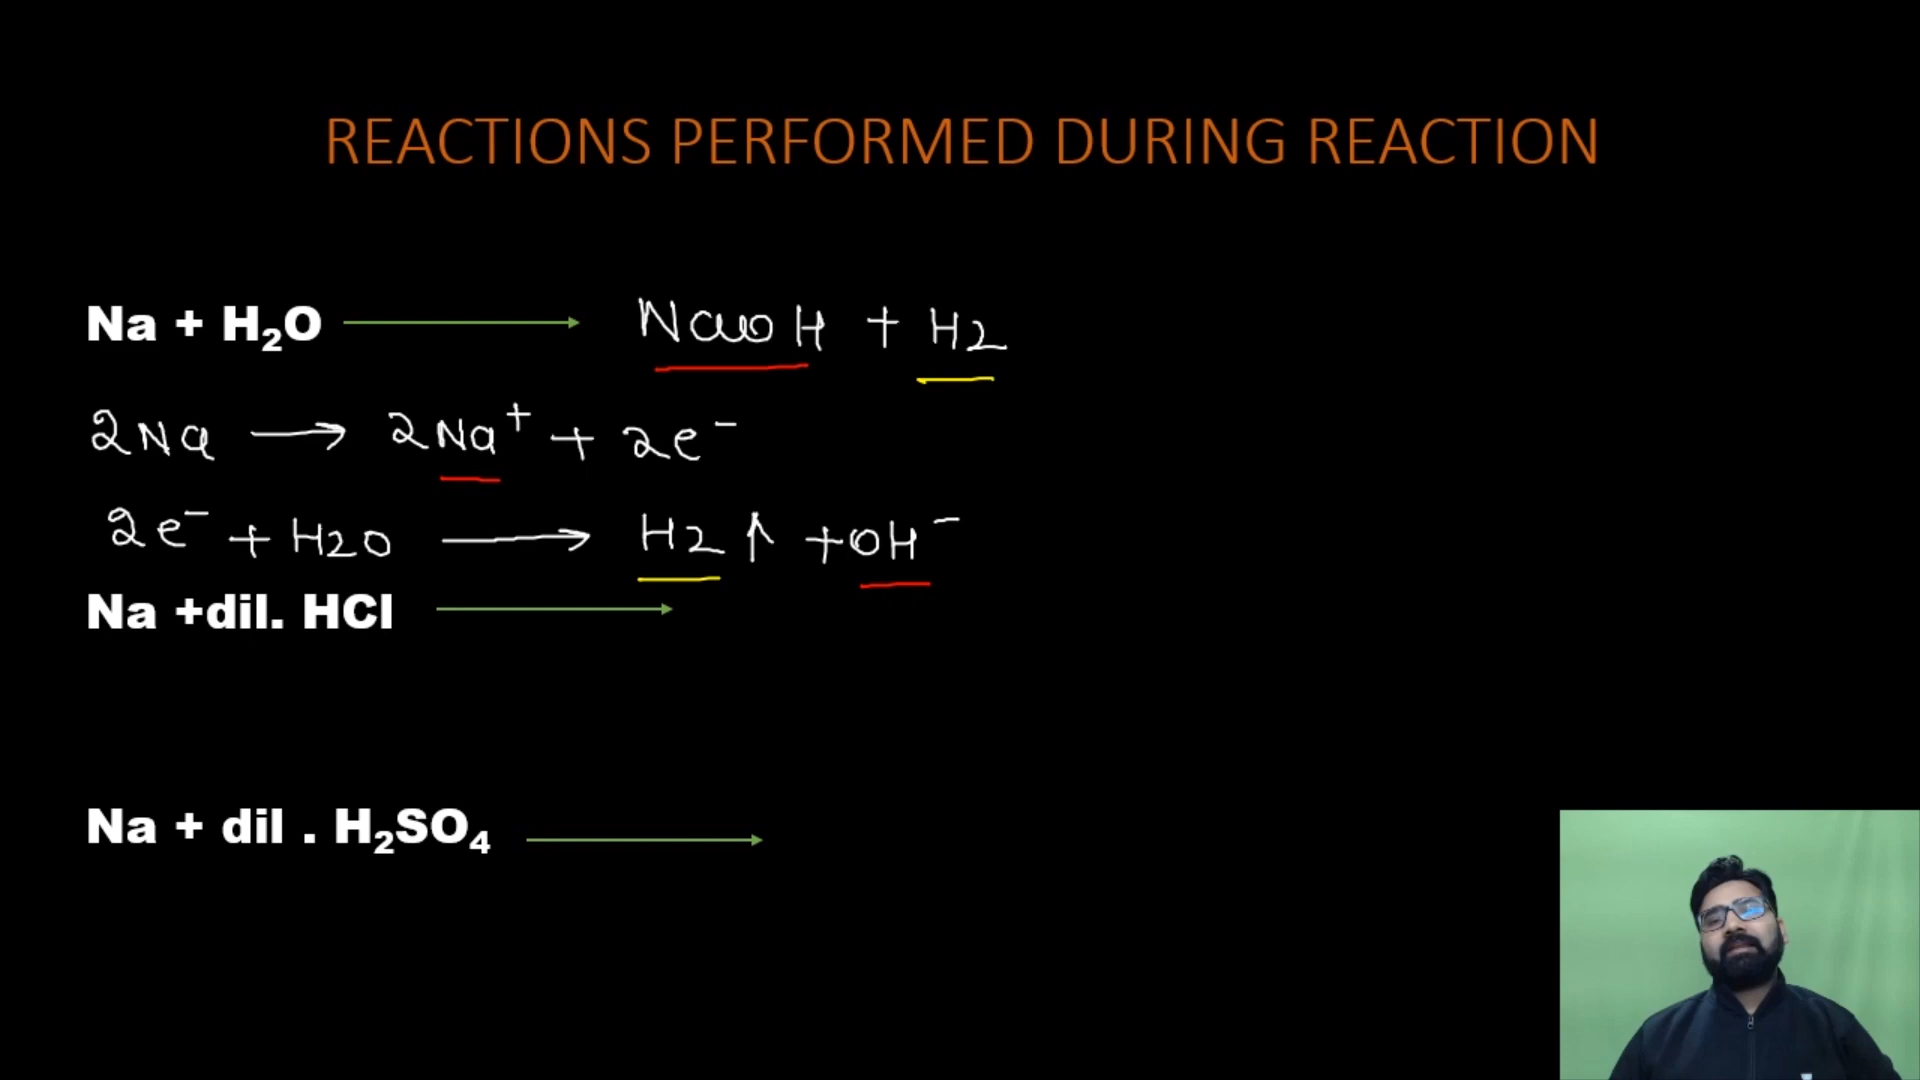 REACTIONS PERFORMED DURING REACTION
Na + H₂O ⟶ NaOH + H2
2Na ⟶ 2Na⁺ + 2e⁻
2e⁻ + H2O ⟶ H2 ↑ + OH⁻
Na +dil. HCl ⟶
Na + dil . H₂SO₄ ⟶